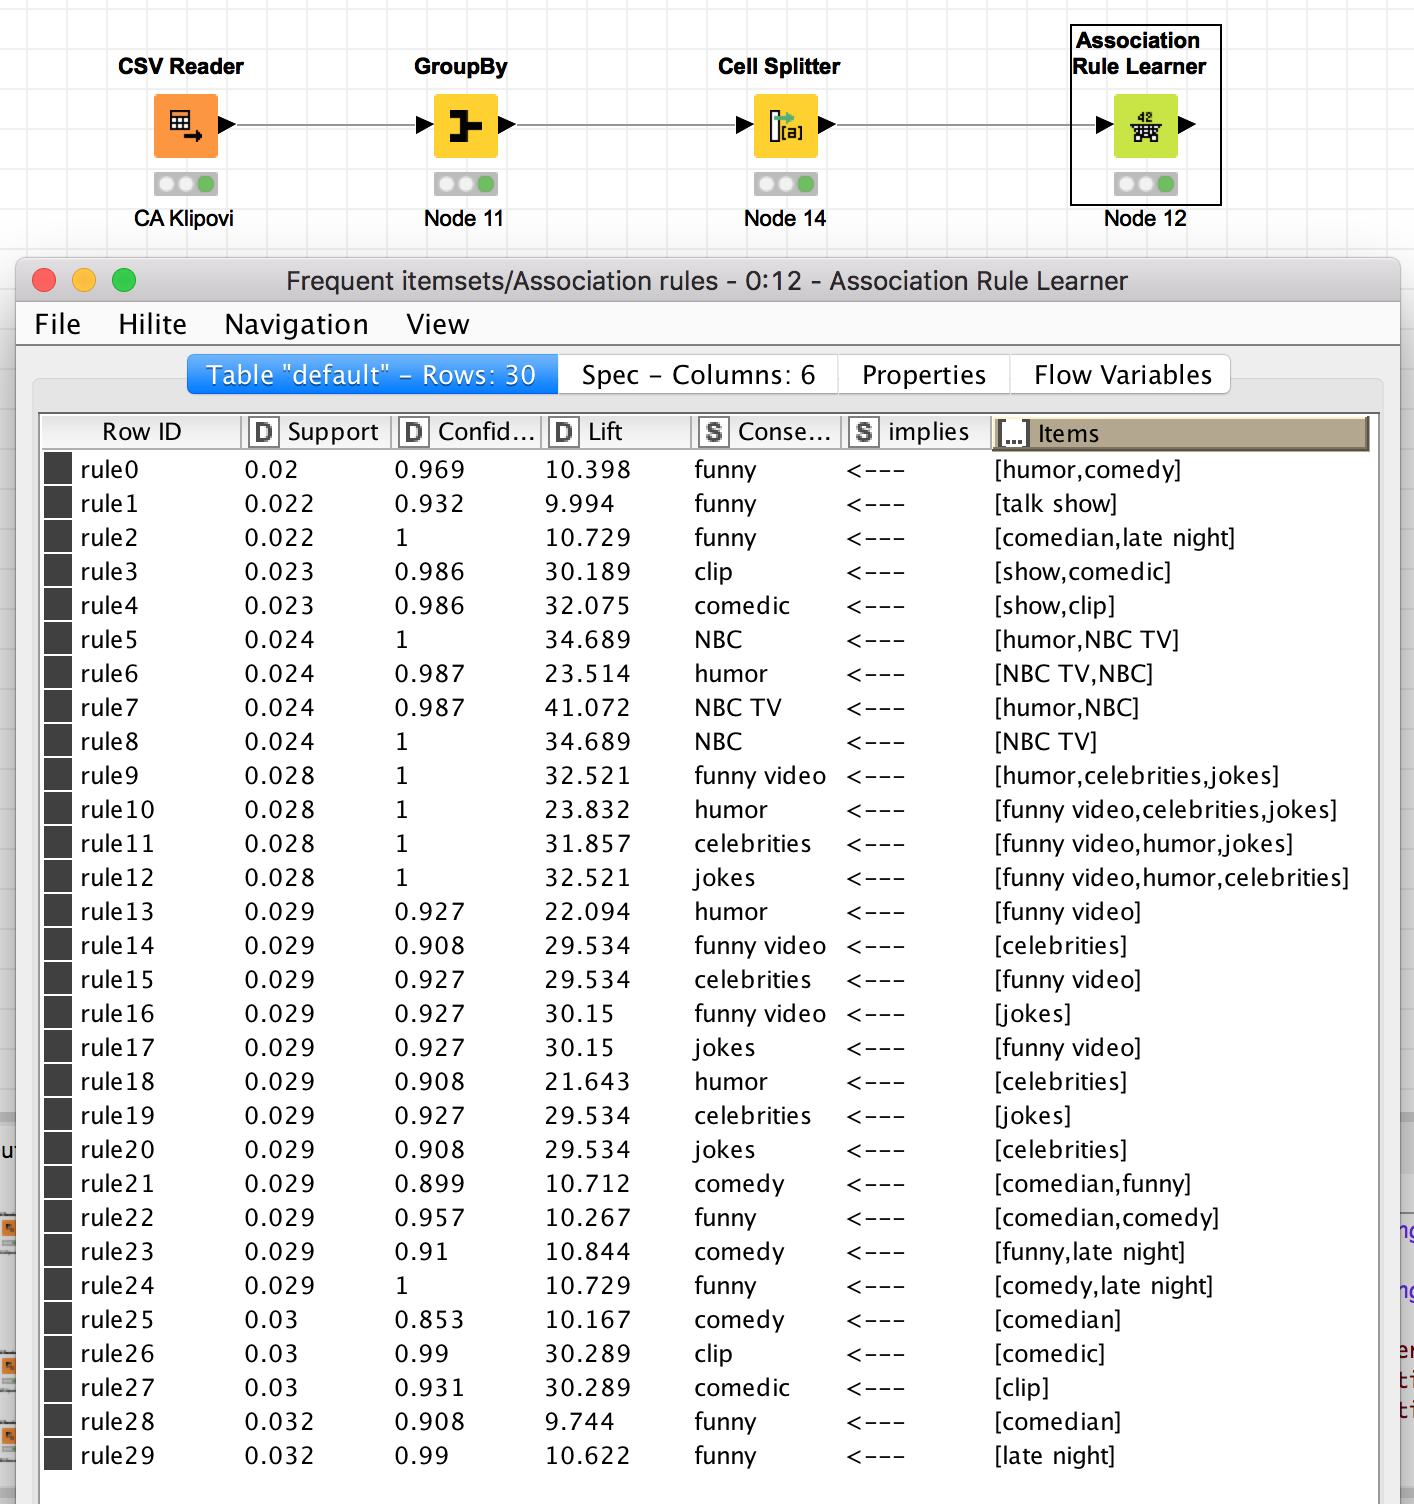 Association
CSV Reader GroupBy Cell Splitter Rule Learner
[a] 42
CA Klipovi Node 11 Node 14 Node 12
Frequent itemsets/Association rules - 0:12 - Association Rule Learner
File Hilite Navigation View
Table "default" - Rows: 30 Spec - Columns: 6 Properties Flow Variables
Row ID D Support D Confid... D Lift S Conse... S implies [...] Items
rule0 0.02 0.969 10.398 funny <--- [humor,comedy]
rule1 0.022 0.932 9.994 funny <--- [talk show]
rule2 0.022 1 10.729 funny <--- [comedian,late night]
rule3 0.023 0.986 30.189 clip <--- [show,comedic]
rule4 0.023 0.986 32.075 comedic <--- [show,clip]
rule5 0.024 1 34.689 NBC <--- [humor,NBC TV]
rule6 0.024 0.987 23.514 humor <--- [NBC TV,NBC]
rule7 0.024 0.987 41.072 NBC TV <--- [humor,NBC]
rule8 0.024 1 34.689 NBC <--- [NBC TV]
rule9 0.028 1 32.521 funny video <--- [humor,celebrities,jokes]
rule10 0.028 1 23.832 humor <--- [funny video,celebrities,jokes]
rule11 0.028 1 31.857 celebrities <--- [funny video,humor,jokes]
rule12 0.028 1 32.521 jokes <--- [funny video,humor,celebrities]
rule13 0.029 0.927 22.094 humor <--- [funny video]
rule14 0.029 0.908 29.534 funny video <--- [celebrities]
rule15 0.029 0.927 29.534 celebrities <--- [funny video]
rule16 0.029 0.927 30.15 funny video <--- [jokes]
rule17 0.029 0.927 30.15 jokes <--- [funny video]
rule18 0.029 0.908 21.643 humor <--- [celebrities]
rule19 0.029 0.927 29.534 celebrities <--- [jokes]
rule20 0.029 0.908 29.534 jokes <--- [celebrities]
rule21 0.029 0.899 10.712 comedy <--- [comedian,funny]
rule22 0.029 0.957 10.267 funny <--- [comedian,comedy]
rule23 0.029 0.91 10.844 comedy <--- [funny,late night]
rule24 0.029 1 10.729 funny <--- [comedy,late night]
rule25 0.03 0.853 10.167 comedy <--- [comedian]
rule26 0.03 0.99 30.289 clip <--- [comedic]
rule27 0.03 0.931 30.289 comedic <--- [clip]
rule28 0.032 0.908 9.744 funny <--- [comedian]
rule29 0.032 0.99 10.622 funny <--- [late night]